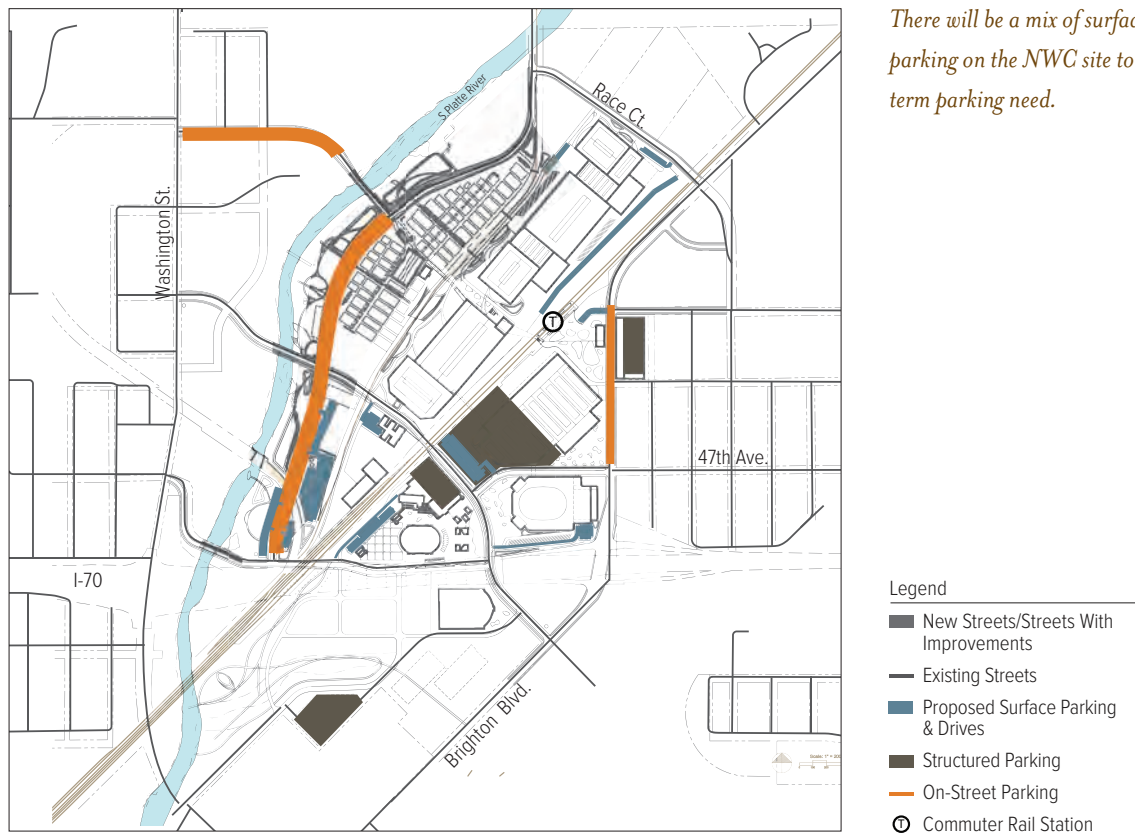 There will be a mix of surfac
parking on the NWC site to
term parking need.
S.Platte River
Race Ct.
Washington St.
T
47th Ave.
I-70
Brighton Blvd.
Legend
New Streets/Streets With
Improvements
Existing Streets
Proposed Surface Parking
& Drives
Structured Parking
On-Street Parking
T Commuter Rail Station